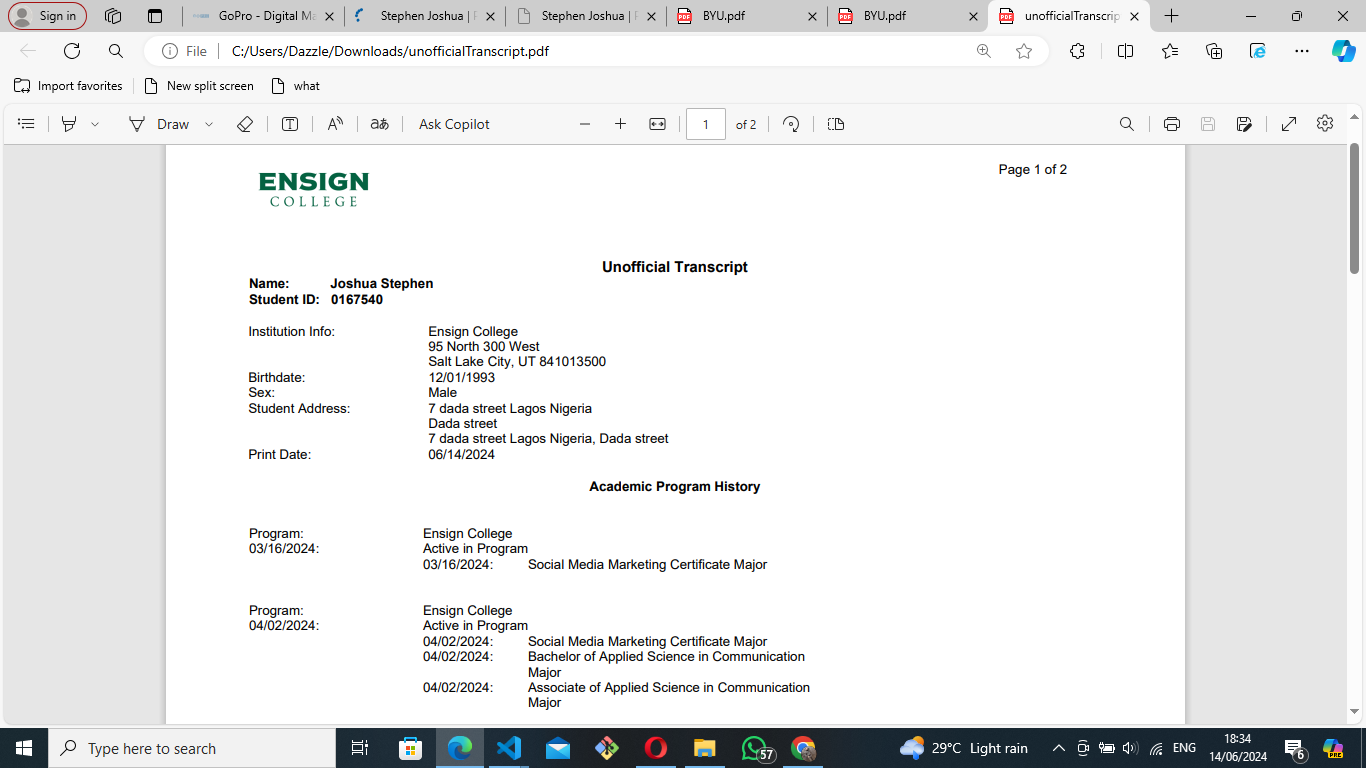 Sign in
GoPro - Digital Ma
Stephen Joshua | F
Stephen Joshua | F
BYU.pdf
BYU.pdf
unofficialTranscrip
File
C:/Users/Dazzle/Downloads/unofficialTranscript.pdf
Import favorites
New split screen
what
Draw
Ask Copilot
1
of 2
ENSIGN
COLLEGE
Page 1 of 2
Unofficial Transcript
Name: Joshua Stephen
Student ID: 0167540
Institution Info: Ensign College
95 North 300 West
Salt Lake City, UT 841013500
Birthdate: 12/01/1993
Sex: Male
Student Address: 7 dada street Lagos Nigeria
Dada street
7 dada street Lagos Nigeria, Dada street
Print Date: 06/14/2024
Academic Program History
Program: Ensign College
03/16/2024: Active in Program
03/16/2024: Social Media Marketing Certificate Major
Program: Ensign College
04/02/2024: Active in Program
04/02/2024: Social Media Marketing Certificate Major
04/02/2024: Bachelor of Applied Science in Communication
Major
04/02/2024: Associate of Applied Science in Communication
Major
Type here to search
57
29°C Light rain
ENG
18:34
14/06/2024
6